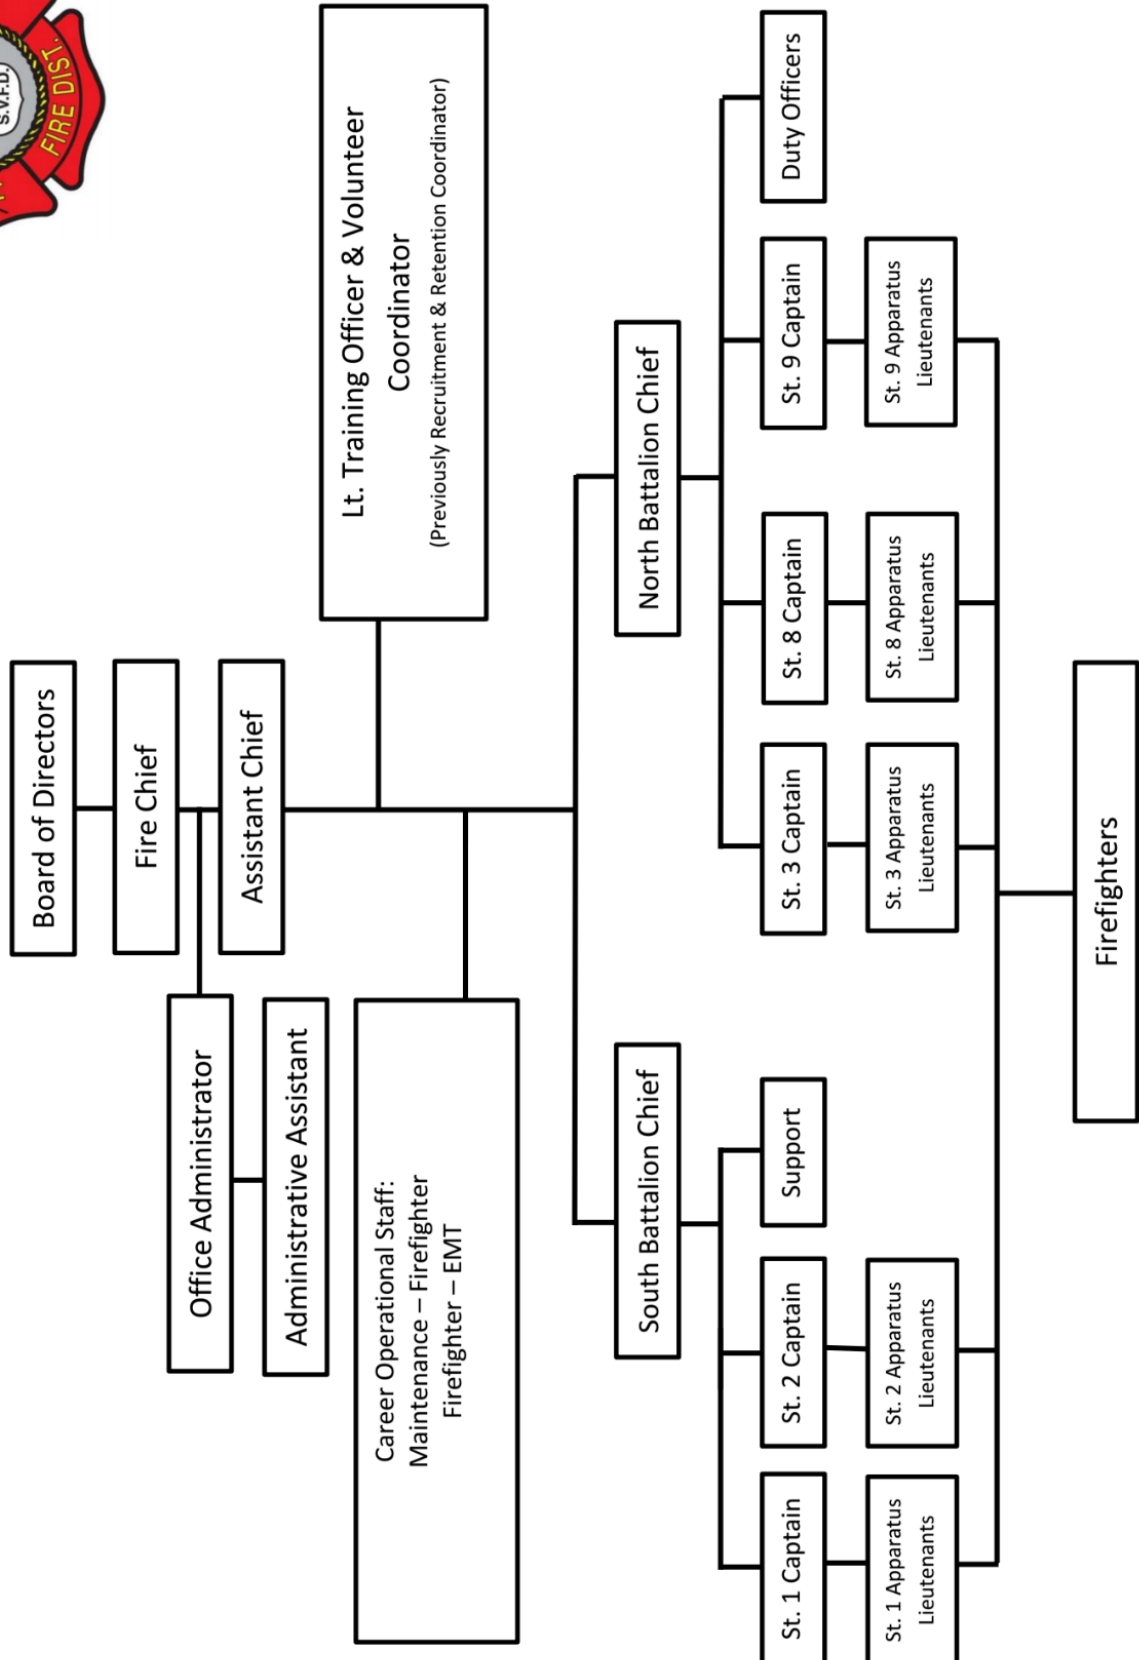 S.V.F.D.
FIRE DIST.
Board of Directors
Fire Chief
Office Administrator
Assistant Chief
Administrative Assistant
Lt. Training Officer & Volunteer
Coordinator
(Previously Recruitment & Retention Coordinator)
Career Operational Staff:
Maintenance – Firefighter
Firefighter – EMT
South Battalion Chief
North Battalion Chief
St. 1 Captain
St. 2 Captain
Support
St. 3 Captain
St. 8 Captain
St. 9 Captain
Duty Officers
St. 1 Apparatus
Lieutenants
St. 2 Apparatus
Lieutenants
St. 3 Apparatus
Lieutenants
St. 8 Apparatus
Lieutenants
St. 9 Apparatus
Lieutenants
Firefighters